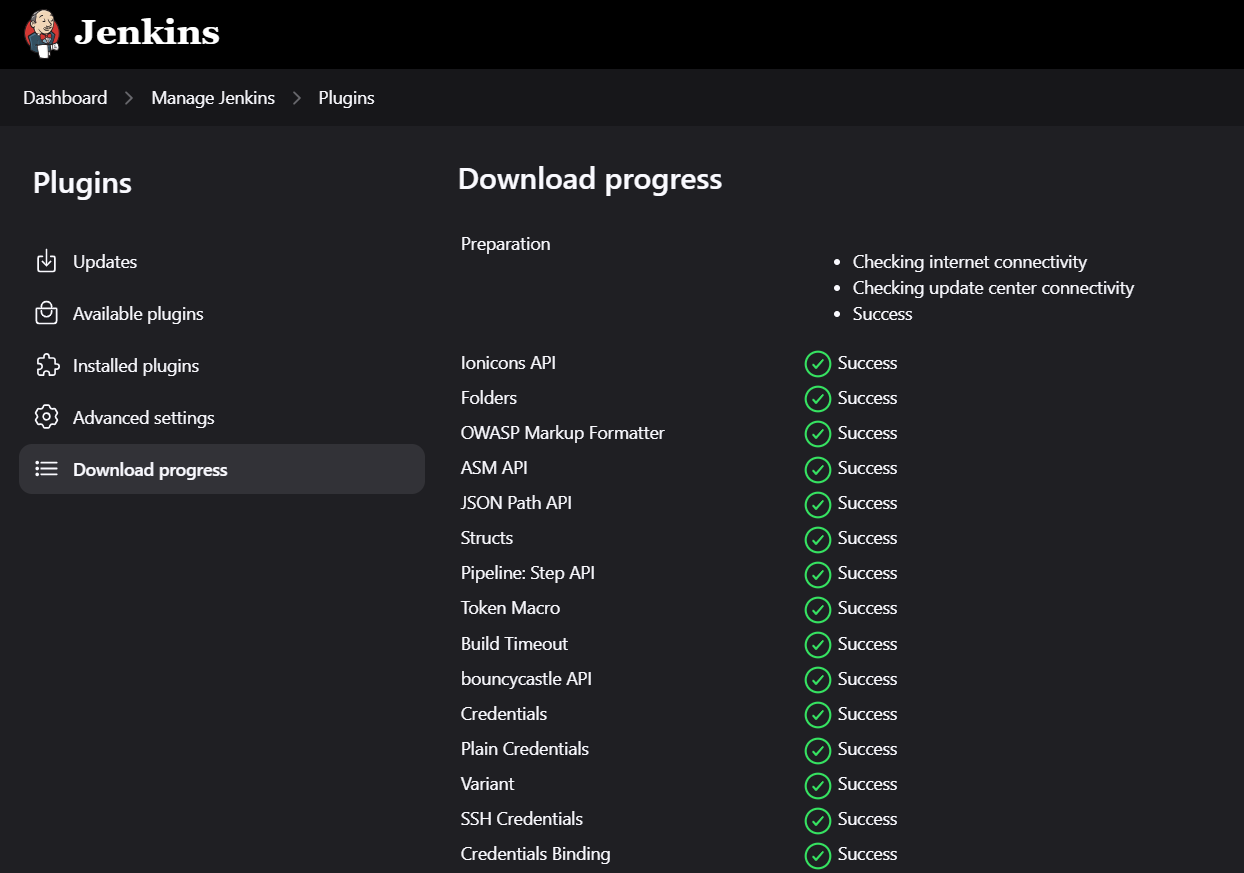 Jenkins
Dashboard > Manage Jenkins > Plugins
Plugins
Updates
Available plugins
Installed plugins
Advanced settings
Download progress
Download progress
Preparation
• Checking internet connectivity
• Checking update center connectivity
• Success
Ionicons API Success
Folders Success
OWASP Markup Formatter Success
ASM API Success
JSON Path API Success
Structs Success
Pipeline: Step API Success
Token Macro Success
Build Timeout Success
bouncycastle API Success
Credentials Success
Plain Credentials Success
Variant Success
SSH Credentials Success
Credentials Binding Success